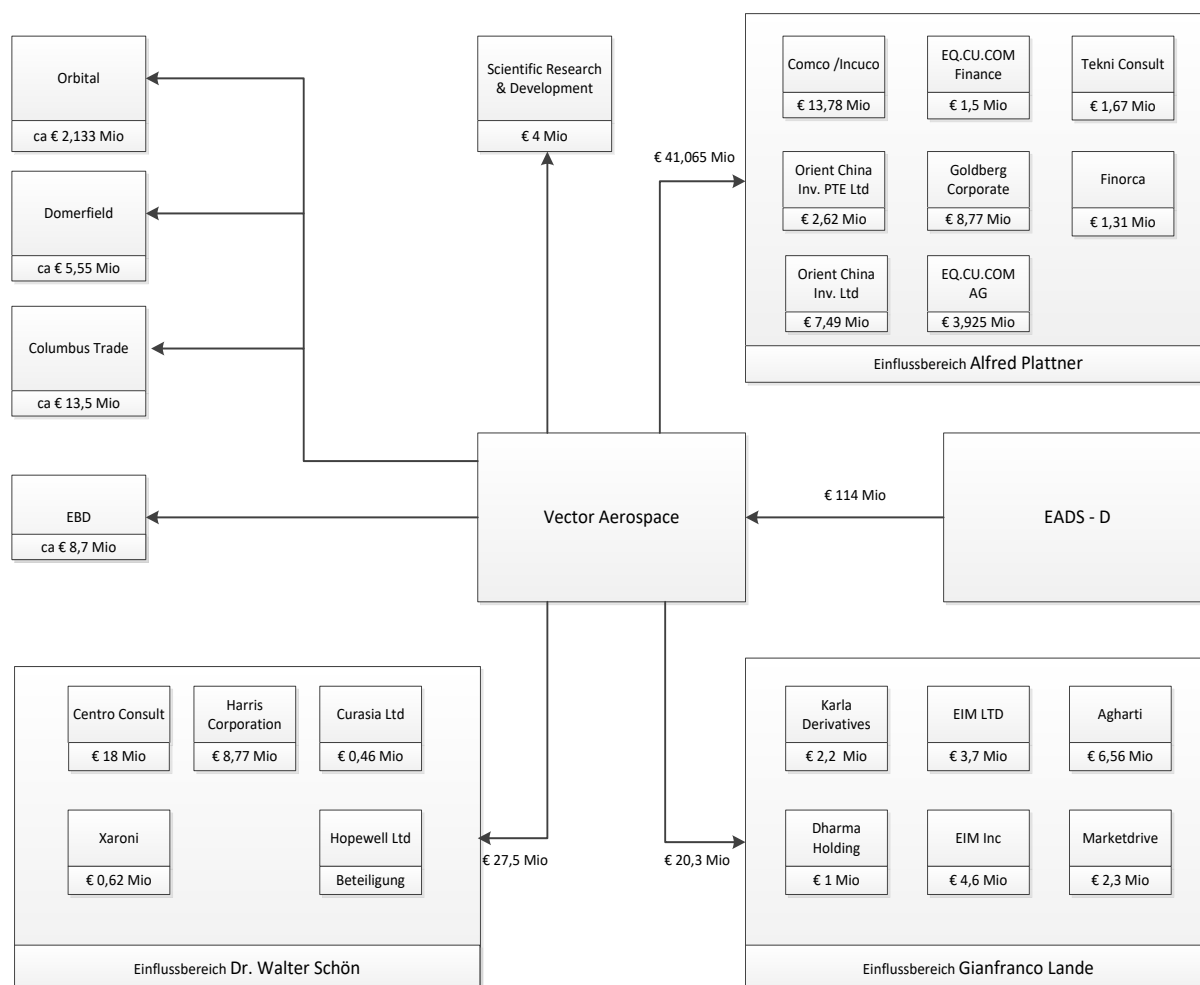 Orbital
ca € 2,133 Mio
Domerfield
ca € 5,55 Mio
Columbus Trade
ca € 13,5 Mio
EBD
ca € 8,7 Mio
Scientific Research
& Development
€ 4 Mio
€ 41,065 Mio
Comco /Incuco
€ 13,78 Mio
EQ.CU.COM
Finance
€ 1,5 Mio
Tekni Consult
€ 1,67 Mio
Orient China
Inv. PTE Ltd
€ 2,62 Mio
Goldberg
Corporate
€ 8,77 Mio
Finorca
€ 1,31 Mio
Orient China
Inv. Ltd
€ 7,49 Mio
EQ.CU.COM
AG
€ 3,925 Mio
Einflussbereich Alfred Plattner
Vector Aerospace
€ 114 Mio
EADS - D
Centro Consult
€ 18 Mio
Harris
Corporation
€ 8,77 Mio
Curasia Ltd
€ 0,46 Mio
Xaroni
€ 0,62 Mio
Hopewell Ltd
Beteiligung
Einflussbereich Dr. Walter Schön
€ 27,5 Mio
€ 20,3 Mio
Karla
Derivatives
€ 2,2 Mio
EIM LTD
€ 3,7 Mio
Agharti
€ 6,56 Mio
Dharma
Holding
€ 1 Mio
EIM Inc
€ 4,6 Mio
Marketdrive
€ 2,3 Mio
Einflussbereich Gianfranco Lande